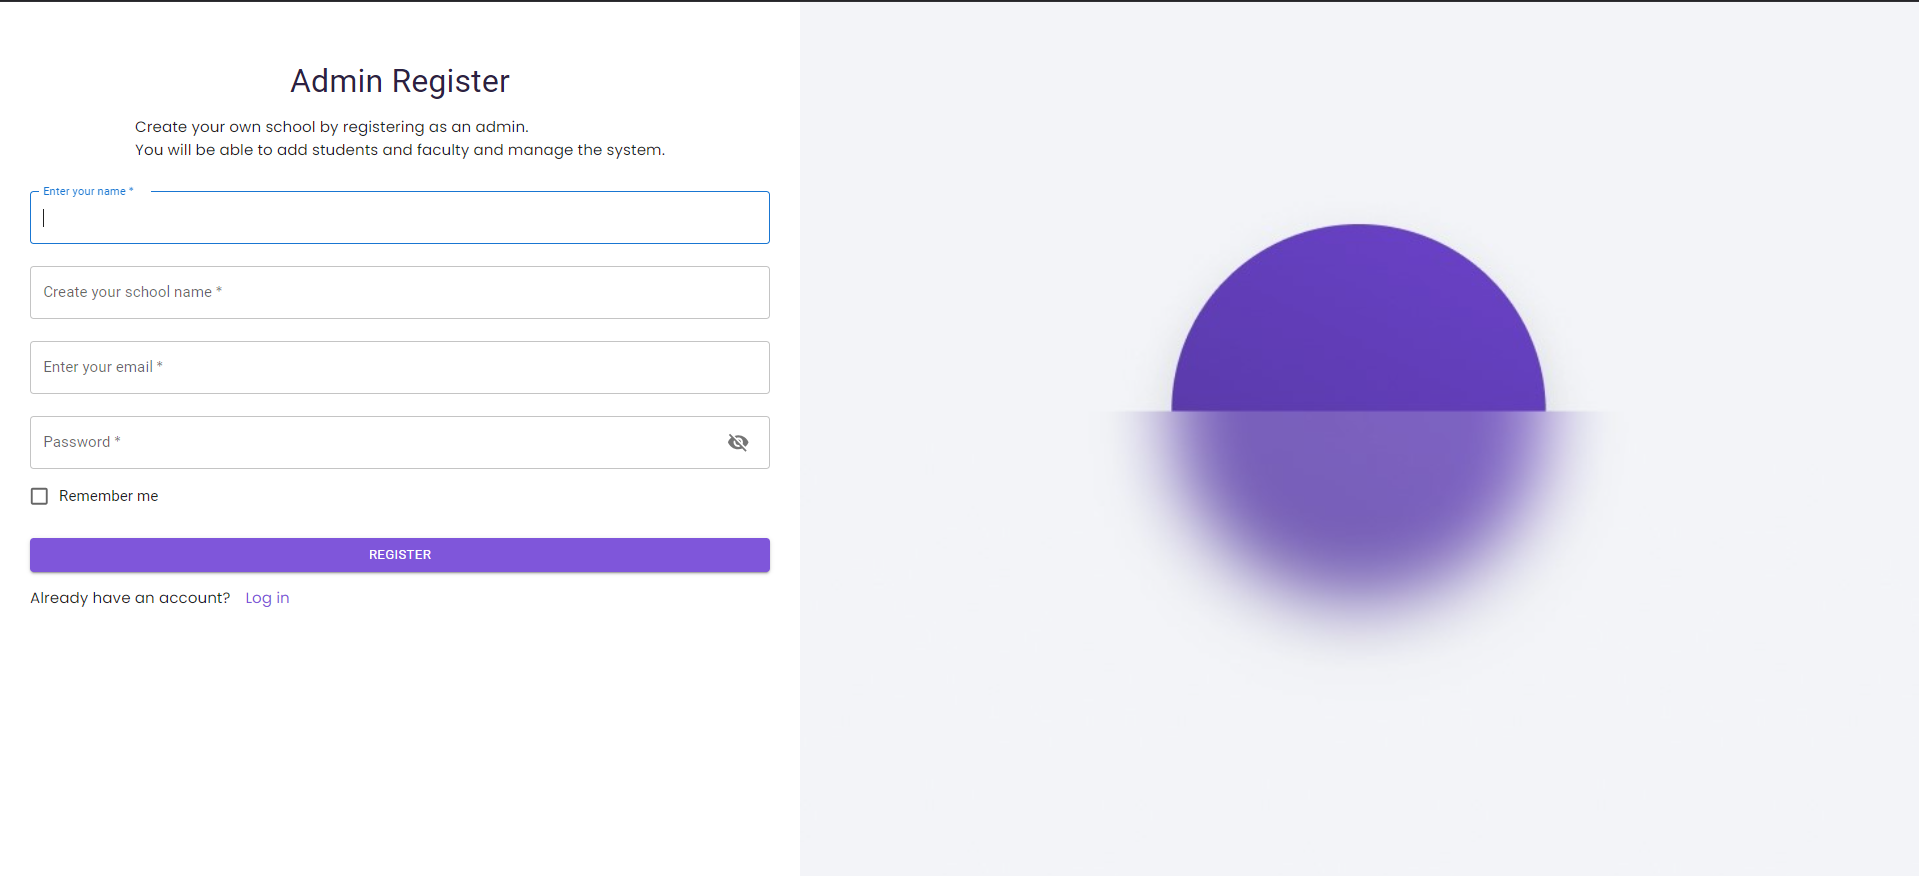 Admin Register
Create your own school by registering as an admin.
You will be able to add students and faculty and manage the system.
Enter your name *
Create your school name *
Enter your email *
Password *
Remember me
REGISTER
Already have an account? Log in